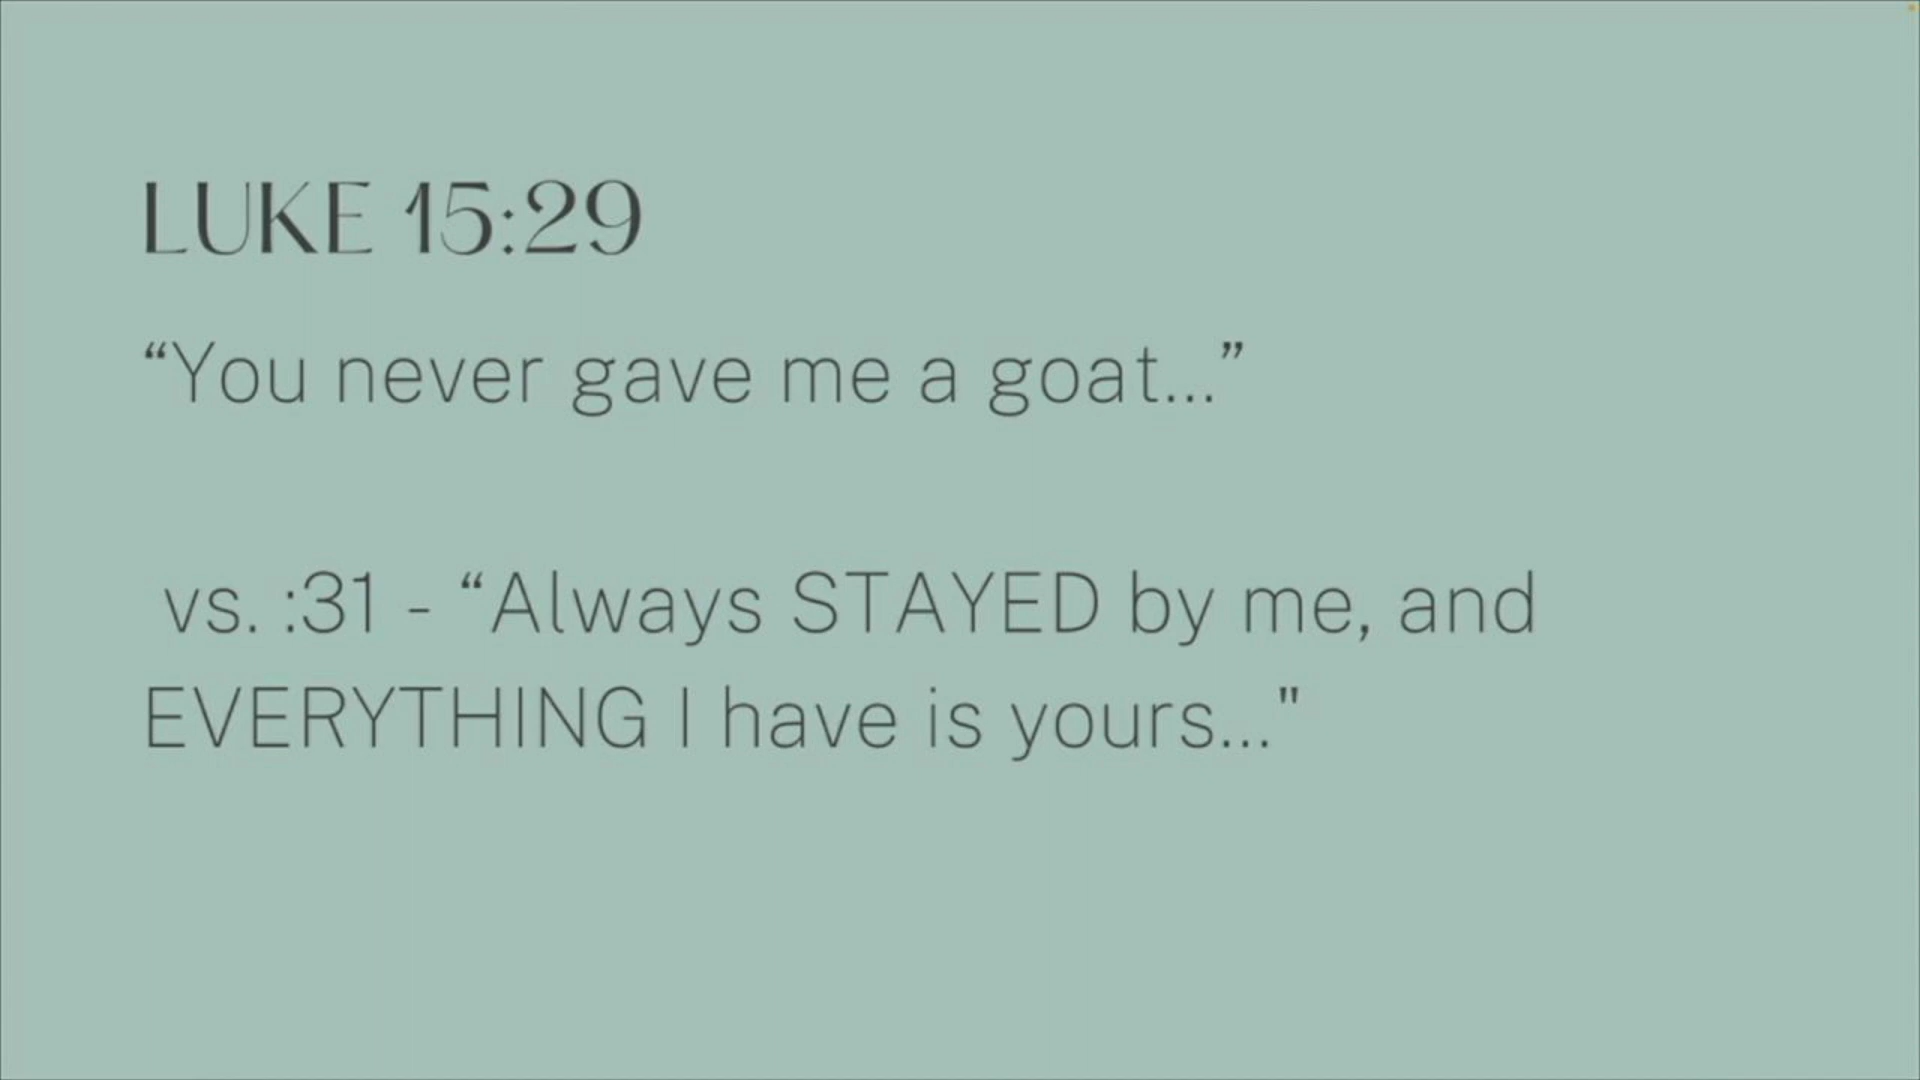 LUKE 15:29
“You never gave me a goat...”
vs. :31 - “Always STAYED by me, and
EVERYTHING I have is yours..."